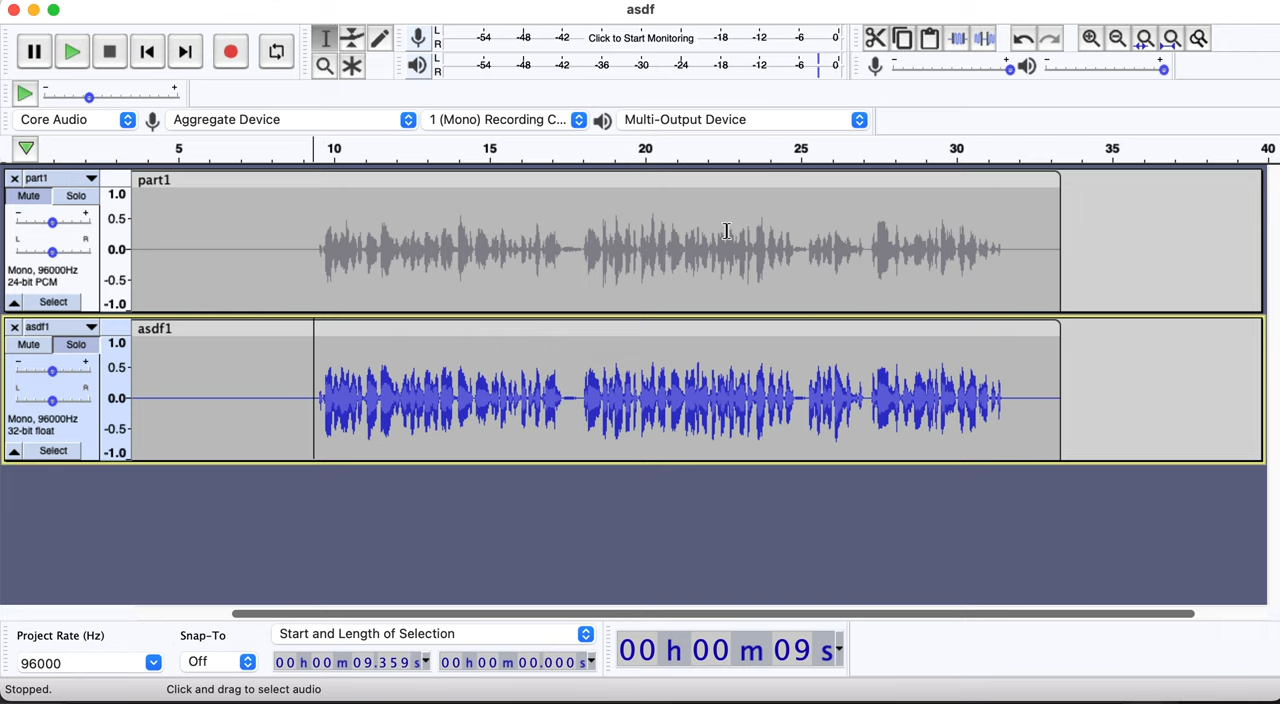 asdf
L
R
-54 -48 -42 Click to Start Monitoring -18 -12 -6 0
L
R
-54 -48 -42 -36 -30 -24 -18 -12 -6 0
- +
- +
- +
Core Audio
Aggregate Device
1 (Mono) Recording C...
Multi-Output Device
5 10 15 20 25 30 35 40
part1
Mute Solo
- +
L R
Mono, 96000Hz
24-bit PCM
Select
1.0
0.5
0.0
-0.5
-1.0
part1
asdf1
Mute Solo
- +
L R
Mono, 96000Hz
32-bit float
Select
1.0
0.5
0.0
-0.5
-1.0
asdf1
Project Rate (Hz)
96000
Snap-To
Off
Start and Length of Selection
00 h 00 m 09.359 s
00 h 00 m 00.000 s
00 h 00 m 09 s
Stopped.
Click and drag to select audio